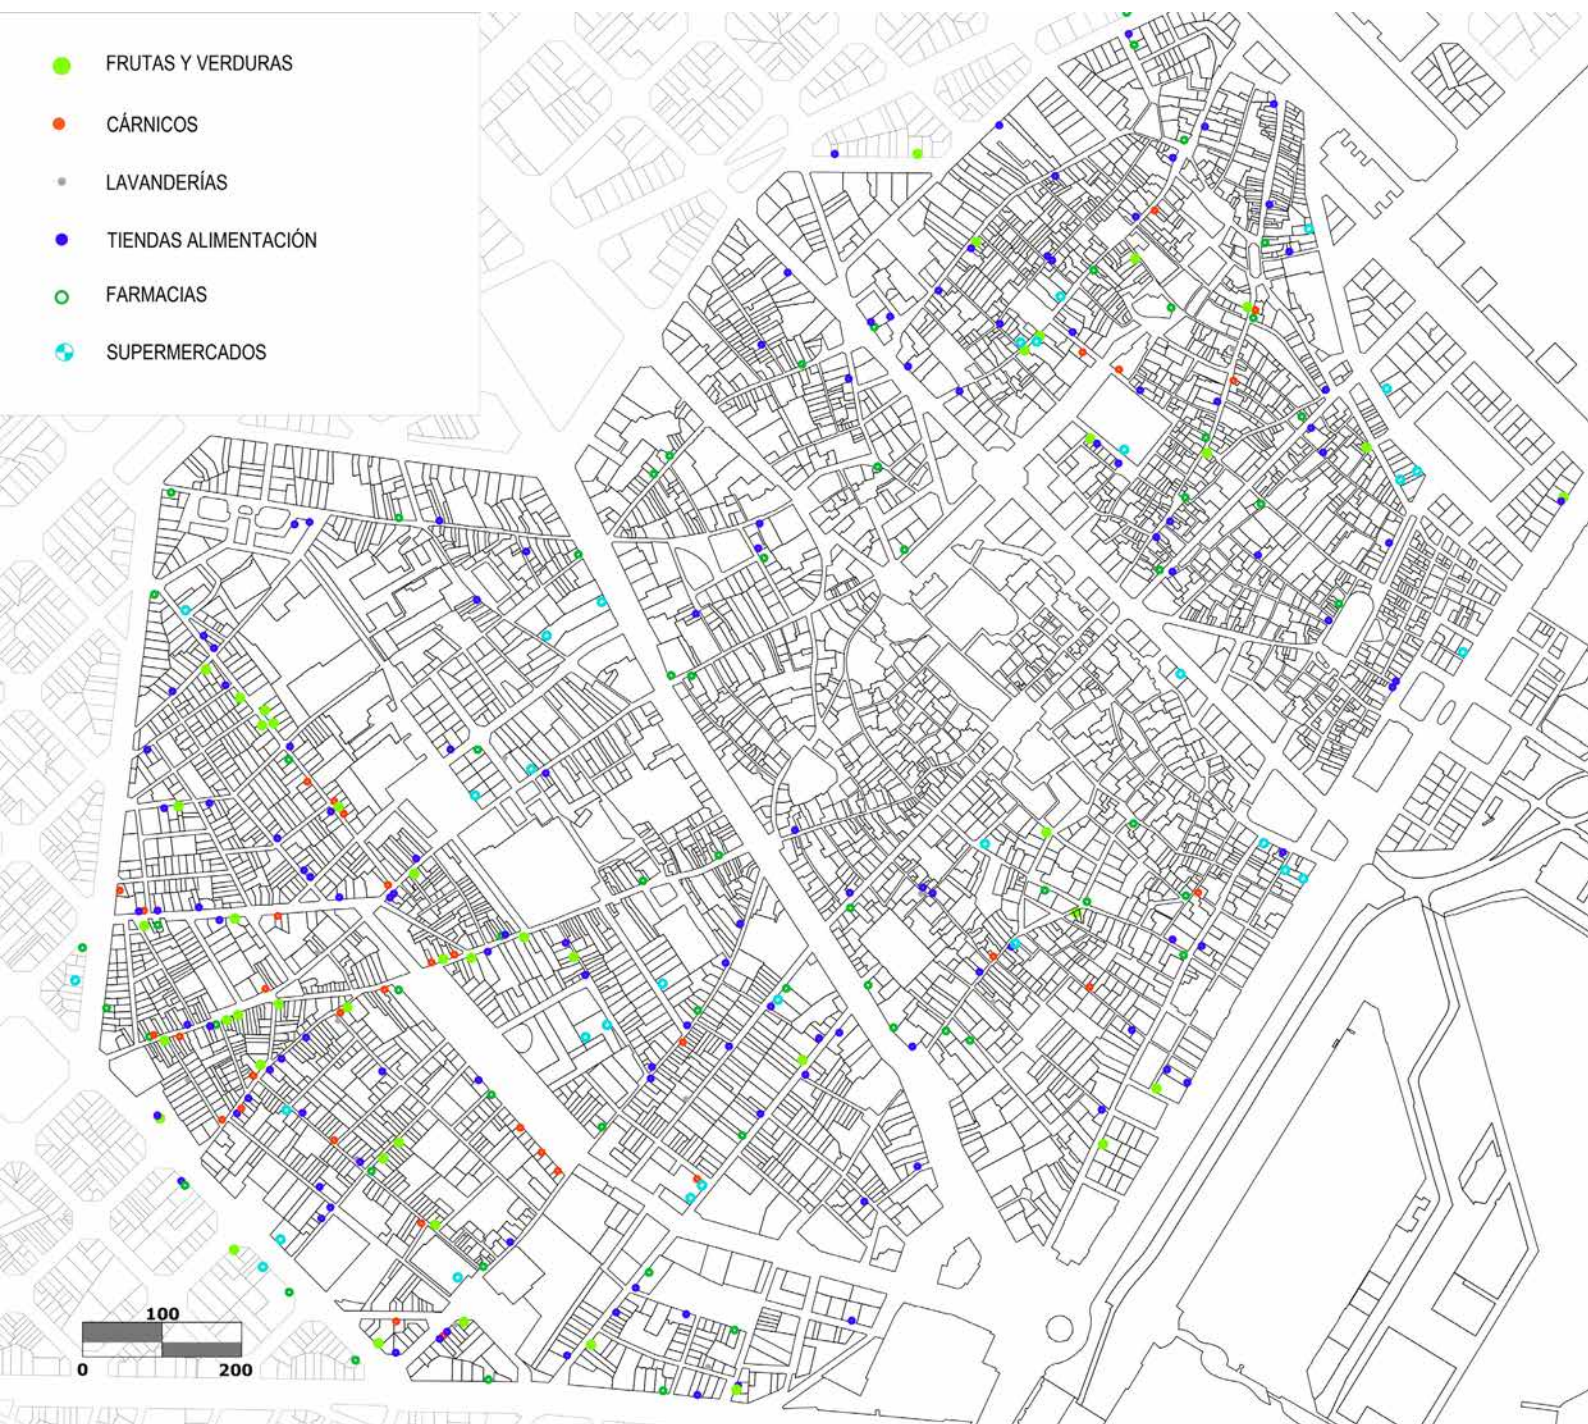 FRUTAS Y VERDURAS
CÁRNICOS
LAVANDERÍAS
TIENDAS ALIMENTACIÓN
FARMACIAS
SUPERMERCADOS
100
0 200